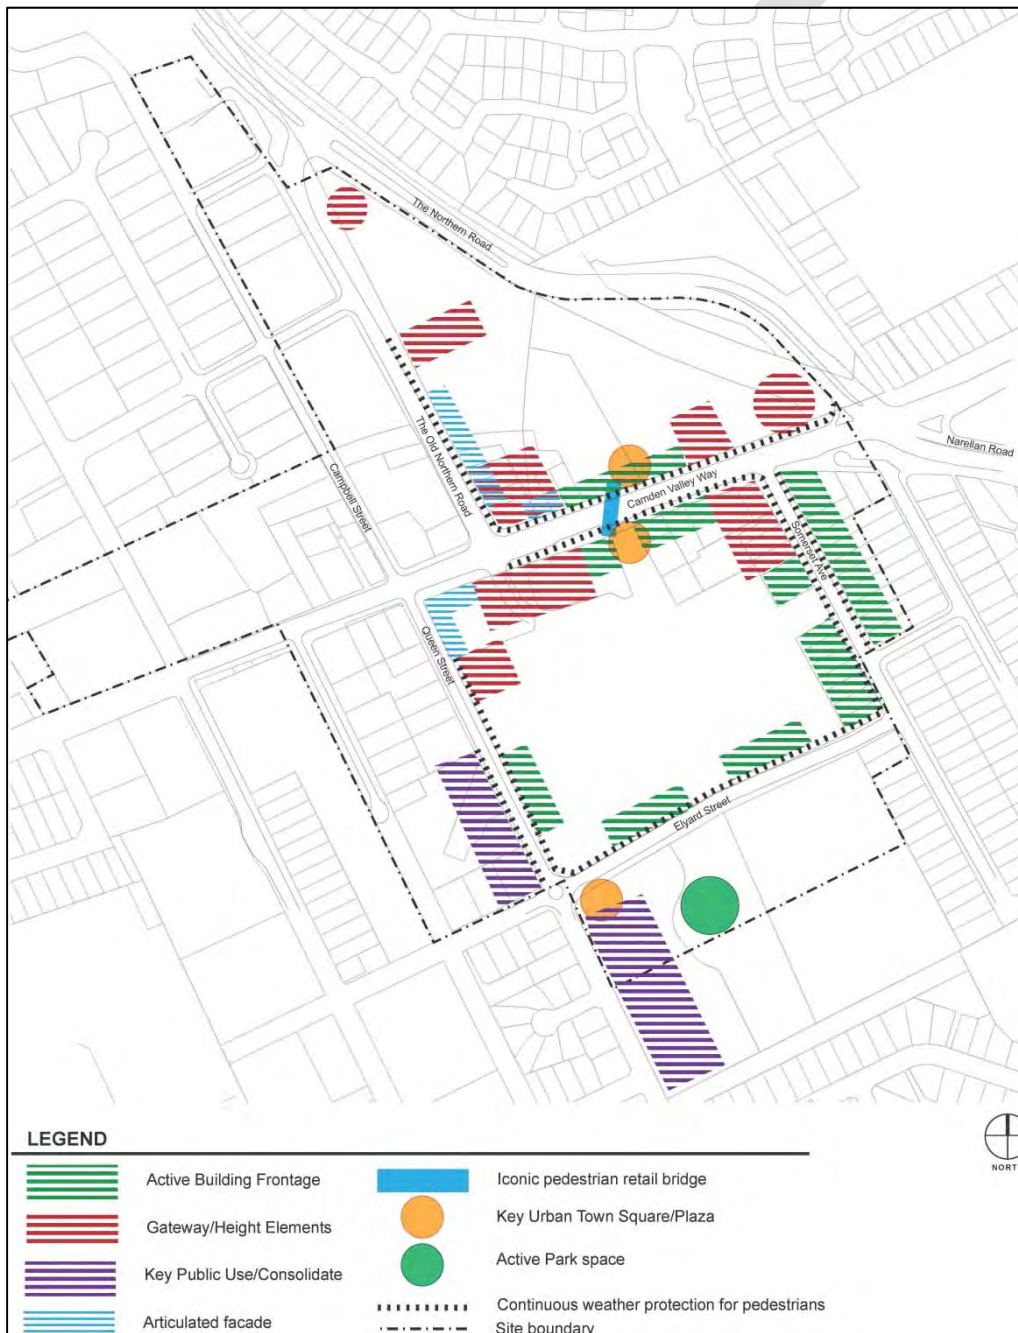 The Northern Road
The Old Northern Road
Campbell Street
Camden Valley Way
Narellan Road
Somerset Ave
Queen Street
Elyard Street
LEGEND
Active Building Frontage
Gateway/Height Elements
Key Public Use/Consolidate
Articulated facade
Iconic pedestrian retail bridge
Key Urban Town Square/Plaza
Active Park space
Continuous weather protection for pedestrians
Site boundary
NORT